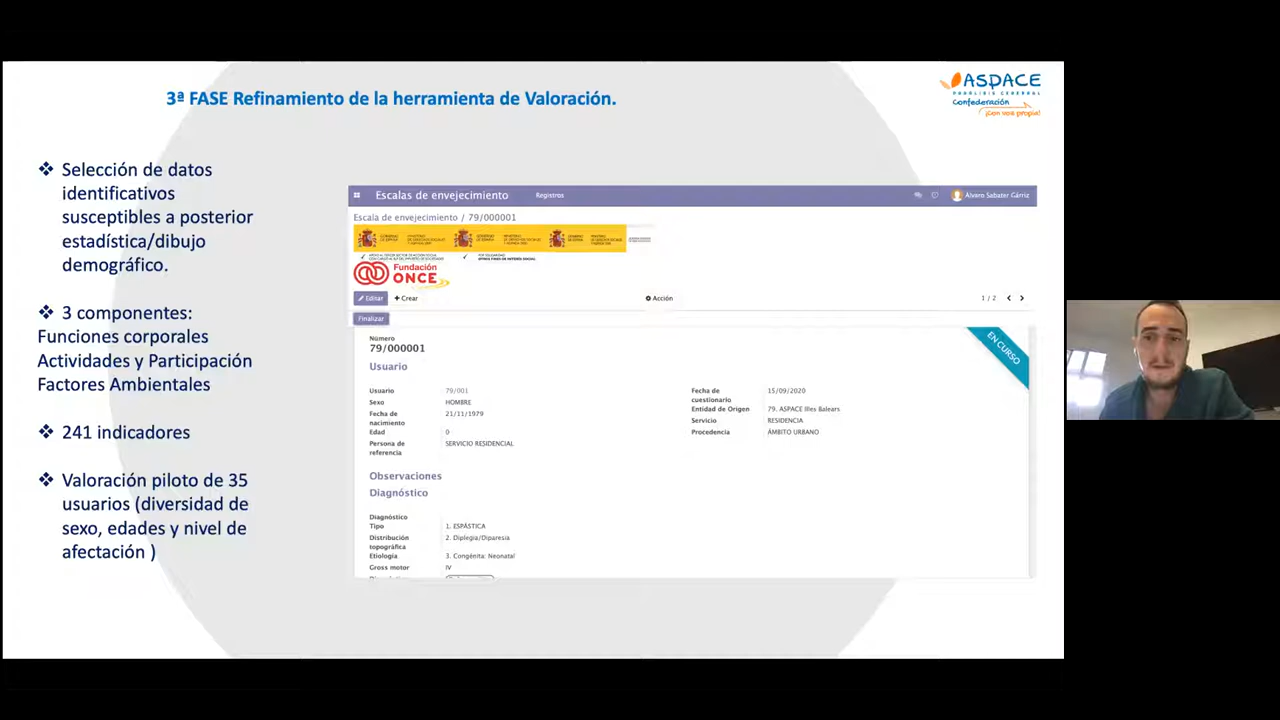 3ª FASE Refinamiento de la herramienta de Valoración.
ASPACE
PARÁLISIS CEREBRAL
Confederación
¡Con voz propia!
❖ Selección de datos
identificativos
susceptibles a posterior
estadística/dibujo
demográfico.
❖ 3 componentes:
Funciones corporales
Actividades y Participación
Factores Ambientales
❖ 241 indicadores
❖ Valoración piloto de 35
usuarios (diversidad de
sexo, edades y nivel de
afectación )
Escalas de envejecimiento Registros Álvaro Sabater Gárriz
Escala de envejecimiento / 79/000001
Fundación
ONCE
Editar + Crear Acción 1 / 2
Finalizar
EN CURSO
Número
79/000001
Usuario
Usuario 79/001
Sexo HOMBRE
Fecha de
nacimiento 21/11/1979
Edad 0
Persona de
referencia SERVICIO RESIDENCIAL
Fecha de
cuestionario 15/09/2020
Entidad de Origen 79. ASPACE Illes Balears
Servicio RESIDENCIA
Procedencia ÁMBITO URBANO
Observaciones
Diagnóstico
Diagnóstico
Tipo 1. ESPÁSTICA
Distribución
topográfica 2. Diplegia/Diparesia
Etiología 3. Congénita: Neonatal
Gross motor IV